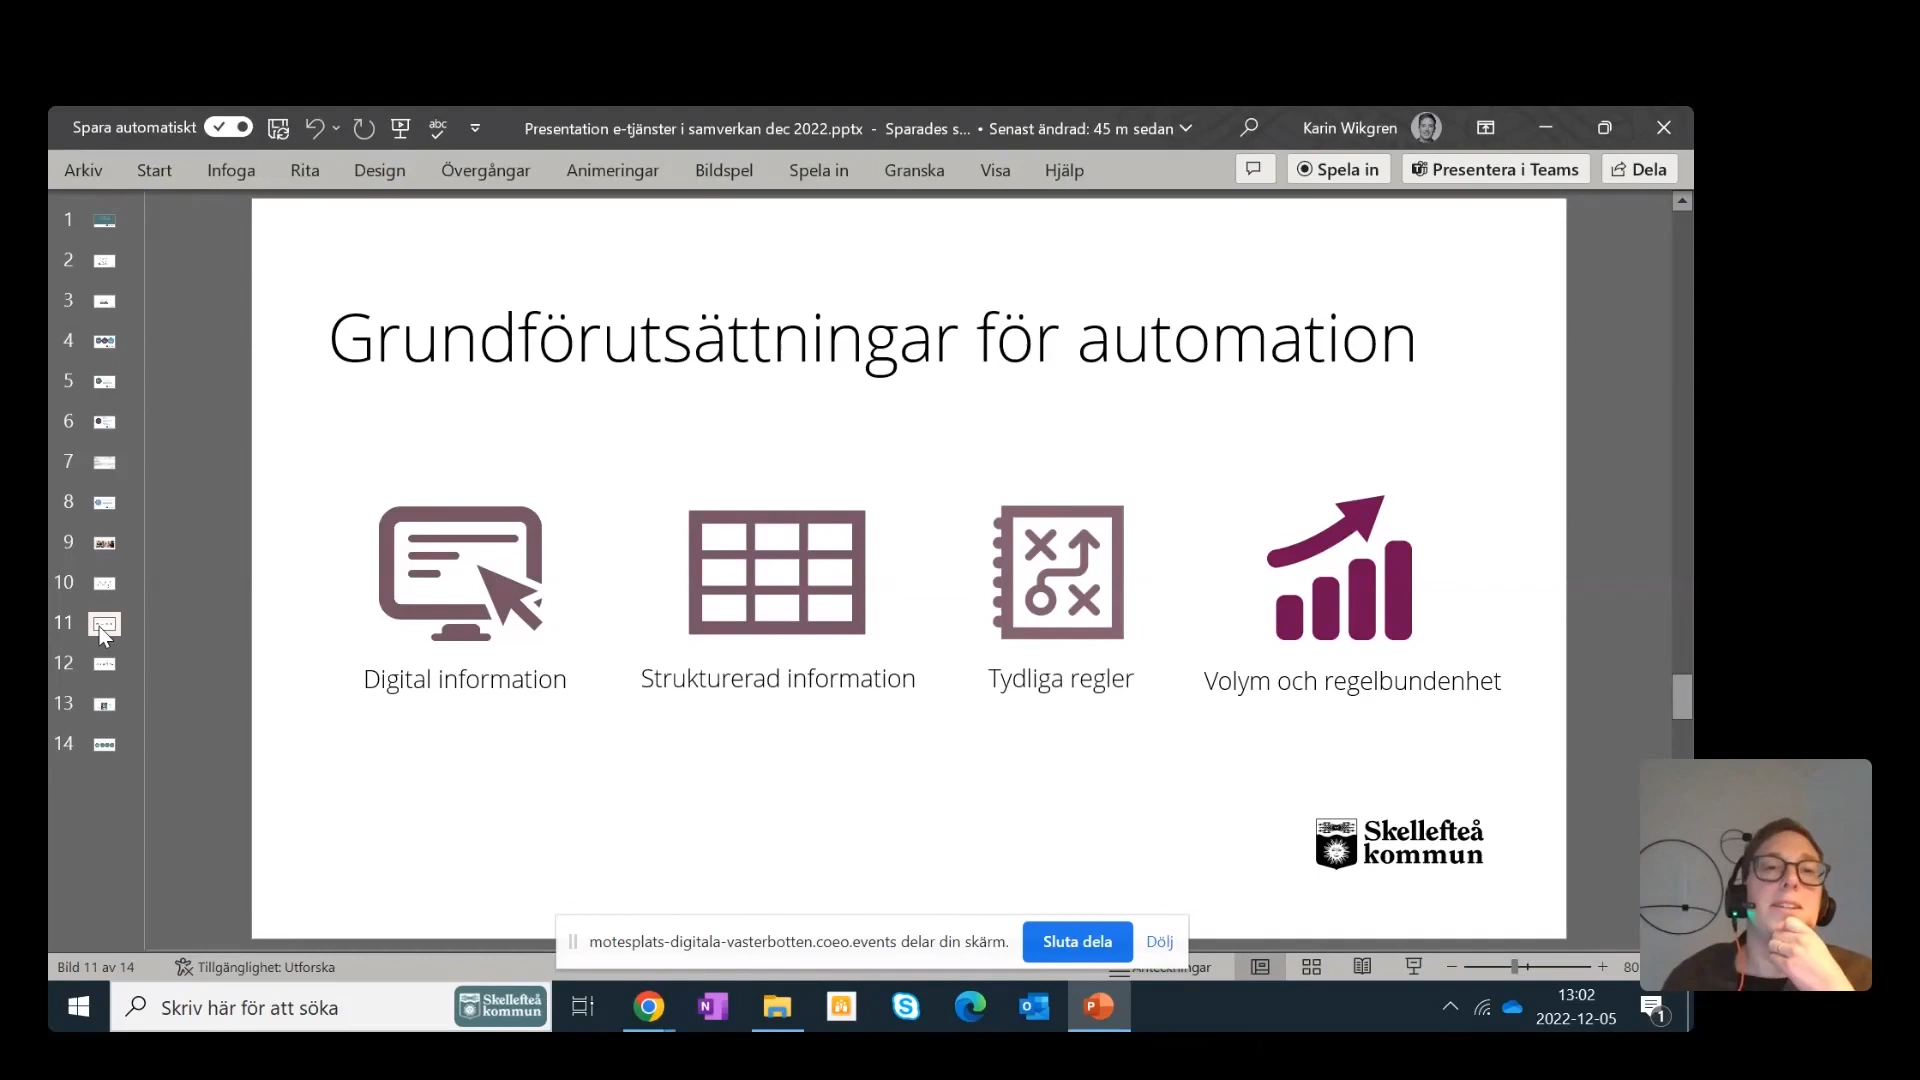 Spara automatiskt
Presentation e-tjänster i samverkan dec 2022.pptx - Sparades s... • Senast ändrad: 45 m sedan
Karin Wikgren
Arkiv Start Infoga Rita Design Övergångar Animeringar Bildspel Spela in Granska Visa Hjälp
Spela in
Presentera i Teams
Dela
1
2
3
4
5
6
7
8
9
10
11
12
13
14
Grundförutsättningar för automation
Digital information
Strukturerad information
Tydliga regler
Volym och regelbundenhet
Skellefteå
kommun
motesplats-digitala-vasterbotten.coeo.events delar din skärm.
Sluta dela
Dölj
Bild 11 av 14
Tillgänglighet: Utforska
80
Skriv här för att söka
Skellefteå
kommun
13:02
2022-12-05
1